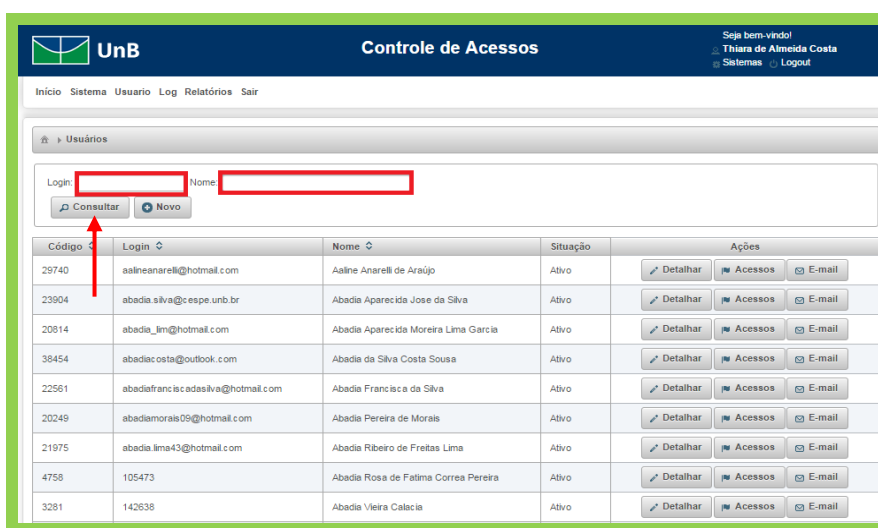 UnB
Controle de Acessos
Seja bem-vindo!
Thiara de Almeida Costa
Sistemas Logout
Início Sistema Usuario Log Relatórios Sair
Usuários
Login: Nome:
Consultar Novo
Código Login Nome Situação Ações
29740 aalineanarelli@hotmail.com Aaline Anarelli de Araújo Ativo Detalhar Acessos E-mail
23904 abadia.silva@cespe.unb.br Abadia Aparecida Jose da Silva Ativo Detalhar Acessos E-mail
20814 abadia_lim@hotmail.com Abadia Aparecida Moreira Lima Garcia Ativo Detalhar Acessos E-mail
38454 abadiacosta@outlook.com Abadia da Silva Costa Sousa Ativo Detalhar Acessos E-mail
22561 abadiafranciscadasilva@hotmail.com Abadia Francisca da Silva Ativo Detalhar Acessos E-mail
20249 abadiamorais09@hotmail.com Abadia Pereira de Morais Ativo Detalhar Acessos E-mail
21975 abadia.lima43@hotmail.com Abadia Ribeiro de Freitas Lima Ativo Detalhar Acessos E-mail
4758 105473 Abadia Rosa de Fatima Correa Pereira Ativo Detalhar Acessos E-mail
3281 142638 Abadia Vieira Calacia Ativo Detalhar Acessos E-mail